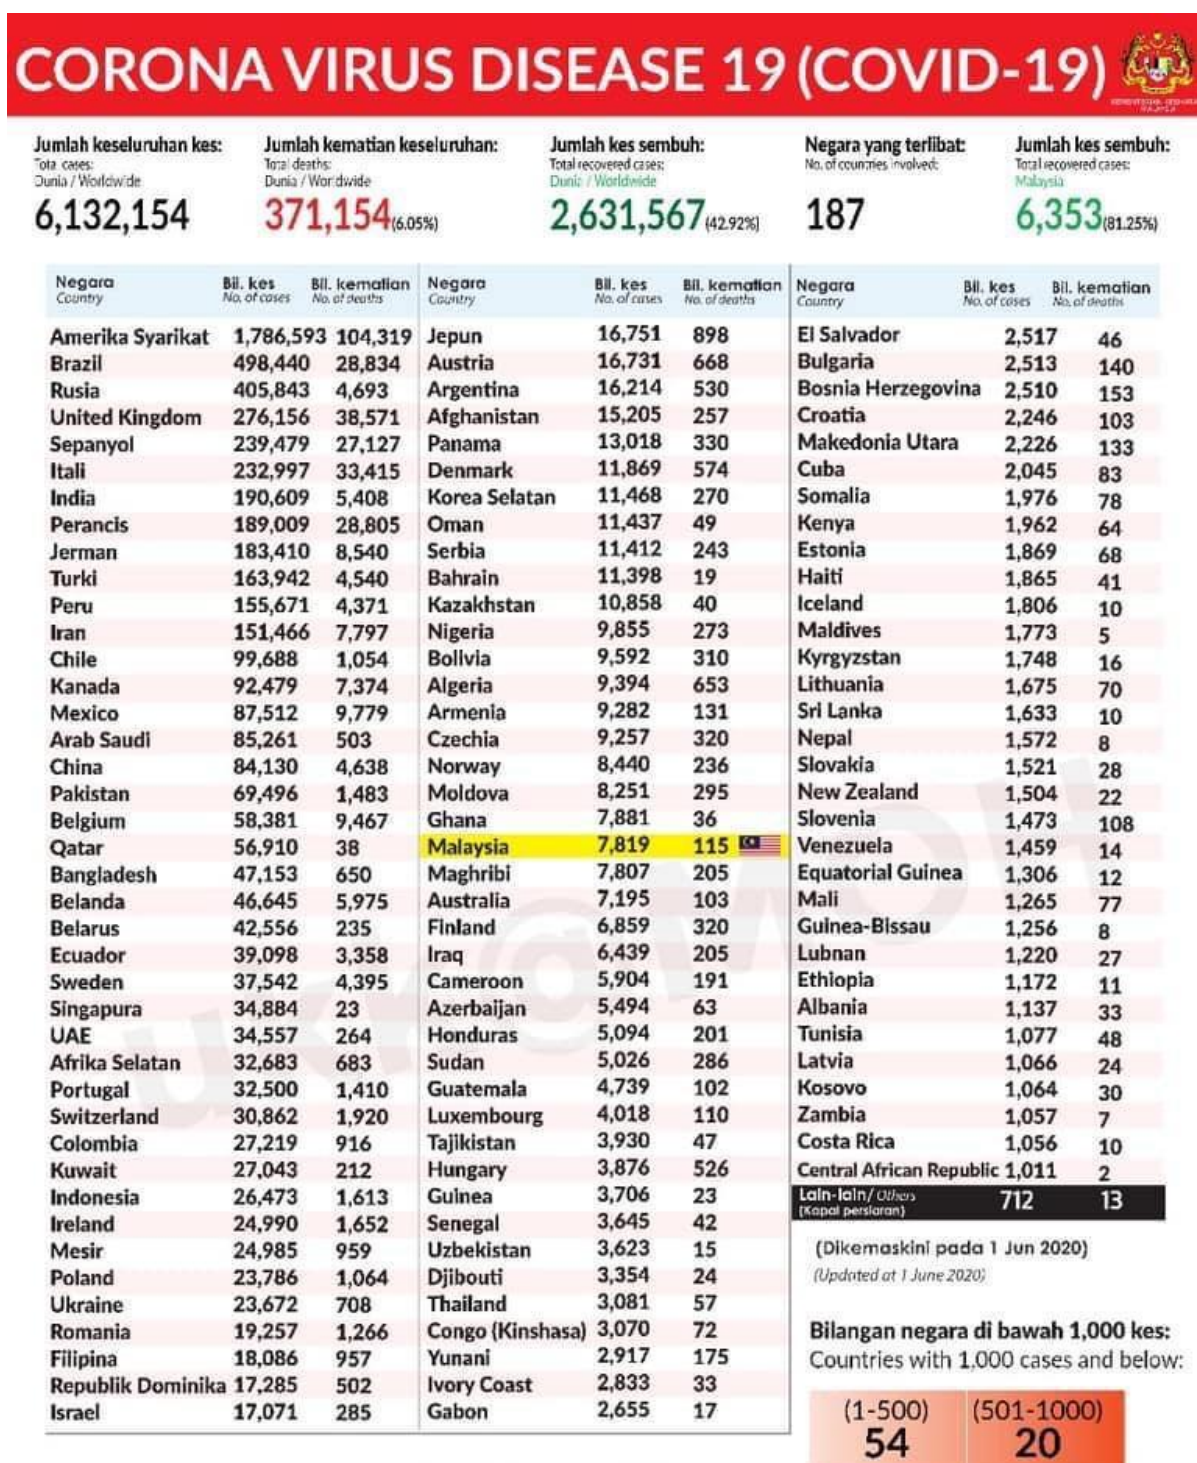 CORONA VIRUS DISEASE 19 (COVID-19)
Jumlah keseluruhan kes:
Total cases:
Dunia / Worldwide
6,132,154
Jumlah kematian keseluruhan:
Total deaths:
Dunia / Worldwide
371,154(6.05%)
Jumlah kes sembuh:
Total recovered cases:
Dunia / Worldwide
2,631,567(42.92%)
Negara yang terlibat:
No. of countries involved:
187
Jumlah kes sembuh:
Total recovered cases:
Malaysia
6,353(81.25%)
Negara Bil. kes Bil. kematian
Country No. of cases No. of deaths
Amerika Syarikat 1,786,593 104,319
Brazil 498,440 28,834
Rusia 405,843 4,693
United Kingdom 276,156 38,571
Sepanyol 239,479 27,127
Itali 232,997 33,415
India 190,609 5,408
Perancis 189,009 28,805
Jerman 183,410 8,540
Turki 163,942 4,540
Peru 155,671 4,371
Iran 151,466 7,797
Chile 99,688 1,054
Kanada 92,479 7,374
Mexico 87,512 9,779
Arab Saudi 85,261 503
China 84,130 4,638
Pakistan 69,496 1,483
Belgium 58,381 9,467
Qatar 56,910 38
Bangladesh 47,153 650
Belanda 46,645 5,975
Belarus 42,556 235
Ecuador 39,098 3,358
Sweden 37,542 4,395
Singapura 34,884 23
UAE 34,557 264
Afrika Selatan 32,683 683
Portugal 32,500 1,410
Switzerland 30,862 1,920
Colombia 27,219 916
Kuwait 27,043 212
Indonesia 26,473 1,613
Ireland 24,990 1,652
Mesir 24,985 959
Poland 23,786 1,064
Ukraine 23,672 708
Romania 19,257 1,266
Filipina 18,086 957
Republik Dominika 17,285 502
Israel 17,071 285
Negara Bil. kes Bil. kematian
Country No. of cases No. of deaths
Jepun 16,751 898
Austria 16,731 668
Argentina 16,214 530
Afghanistan 15,205 257
Panama 13,018 330
Denmark 11,869 574
Korea Selatan 11,468 270
Oman 11,437 49
Serbia 11,412 243
Bahrain 11,398 19
Kazakhstan 10,858 40
Nigeria 9,855 273
Bolivia 9,592 310
Algeria 9,394 653
Armenia 9,282 131
Czechia 9,257 320
Norway 8,440 236
Moldova 8,251 295
Ghana 7,881 36
Malaysia 7,819 115
Maghribi 7,807 205
Australia 7,195 103
Finland 6,859 320
Iraq 6,439 205
Cameroon 5,904 191
Azerbaijan 5,494 63
Honduras 5,094 201
Sudan 5,026 286
Guatemala 4,739 102
Luxembourg 4,018 110
Tajikistan 3,930 47
Hungary 3,876 526
Guinea 3,706 23
Senegal 3,645 42
Uzbekistan 3,623 15
Djibouti 3,354 24
Thailand 3,081 57
Congo (Kinshasa) 3,070 72
Yunani 2,917 175
Ivory Coast 2,833 33
Gabon 2,655 17
Negara Bil. kes Bil. kematian
Country No. of cases No. of deaths
El Salvador 2,517 46
Bulgaria 2,513 140
Bosnia Herzegovina 2,510 153
Croatia 2,246 103
Makedonia Utara 2,226 133
Cuba 2,045 83
Somalia 1,976 78
Kenya 1,962 64
Estonia 1,869 68
Haiti 1,865 41
Iceland 1,806 10
Maldives 1,773 5
Kyrgyzstan 1,748 16
Lithuania 1,675 70
Sri Lanka 1,633 10
Nepal 1,572 8
Slovakia 1,521 28
New Zealand 1,504 22
Slovenia 1,473 108
Venezuela 1,459 14
Equatorial Guinea 1,306 12
Mali 1,265 77
Guinea-Bissau 1,256 8
Lubnan 1,220 27
Ethiopia 1,172 11
Albania 1,137 33
Tunisia 1,077 48
Latvia 1,066 24
Kosovo 1,064 30
Zambia 1,057 7
Costa Rica 1,056 10
Central African Republic 1,011 2
Lain-lain/ Others 712 13
(Kapal persiaran)
(Dikemaskini pada 1 Jun 2020)
(Updated at 1 June 2020)
Bilangan negara di bawah 1,000 kes:
Countries with 1,000 cases and below:
(1-500) (501-1000)
54 20
ukk@MOH